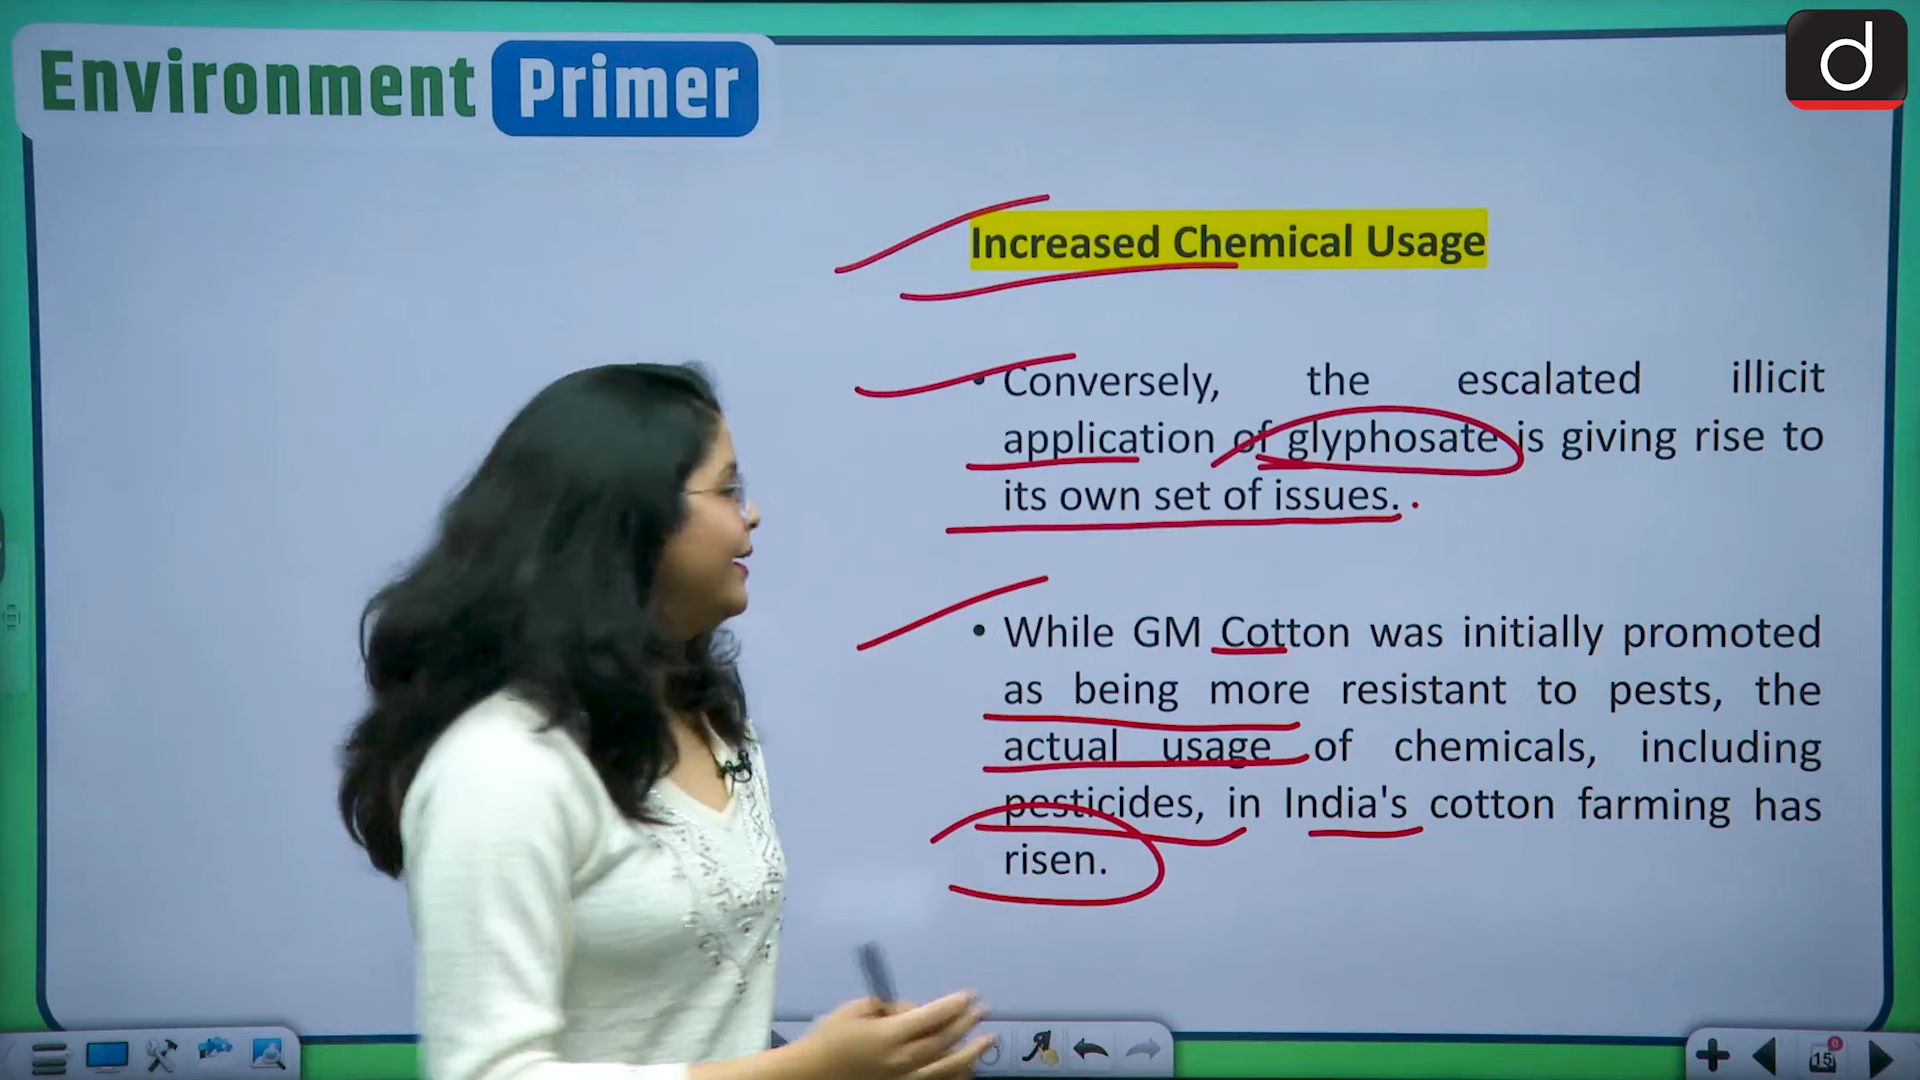 Environment Primer
d
Increased Chemical Usage
• Conversely, the escalated illicit
application of glyphosate is giving rise to
its own set of issues.
• While GM Cotton was initially promoted
as being more resistant to pests, the
actual usage of chemicals, including
pesticides, in India's cotton farming has
risen.
15
0